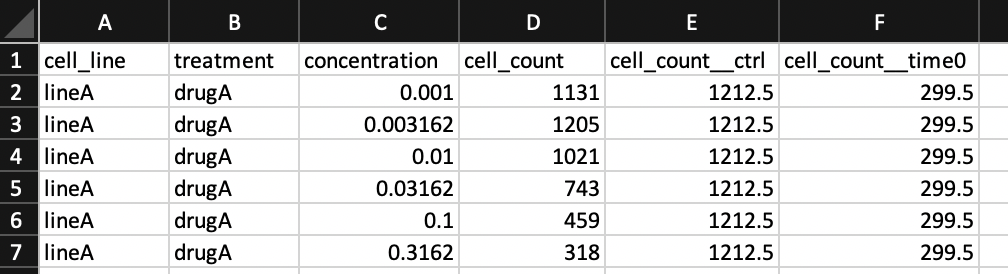 A B C D E F
1 cell_line treatment concentration cell_count cell_count__ctrl cell_count__time0
2 lineA drugA 0.001 1131 1212.5 299.5
3 lineA drugA 0.003162 1205 1212.5 299.5
4 lineA drugA 0.01 1021 1212.5 299.5
5 lineA drugA 0.03162 743 1212.5 299.5
6 lineA drugA 0.1 459 1212.5 299.5
7 lineA drugA 0.3162 318 1212.5 299.5